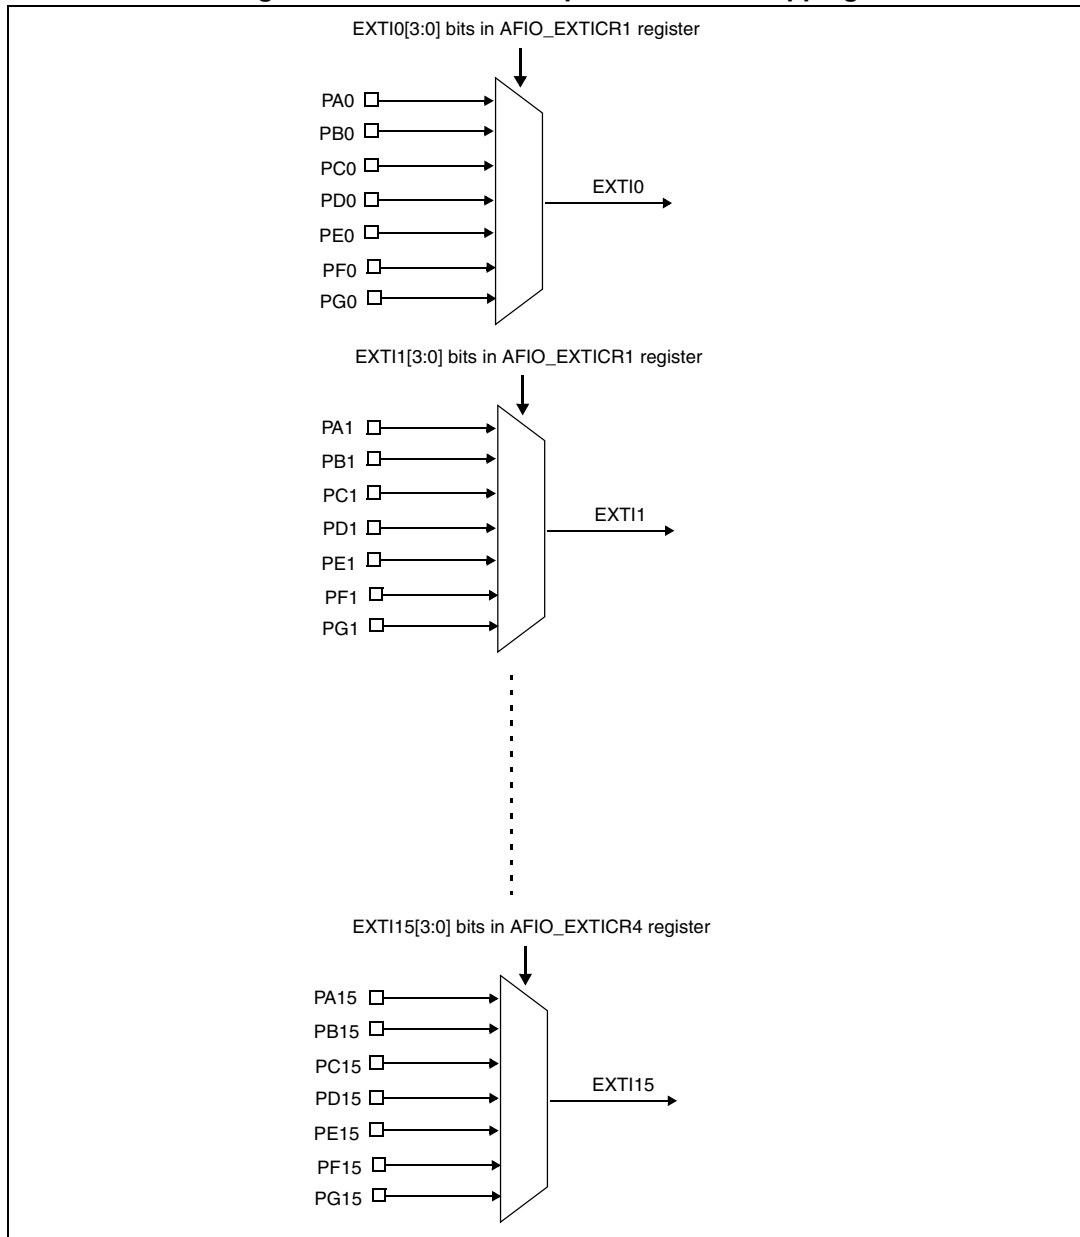 EXTI0[3:0] bits in AFIO_EXTICR1 register
PA0
PB0
PC0
PD0
PE0
PF0
PG0
EXTI0
EXTI1[3:0] bits in AFIO_EXTICR1 register
PA1
PB1
PC1
PD1
PE1
PF1
PG1
EXTI1
EXTI15[3:0] bits in AFIO_EXTICR4 register
PA15
PB15
PC15
PD15
PE15
PF15
PG15
EXTI15